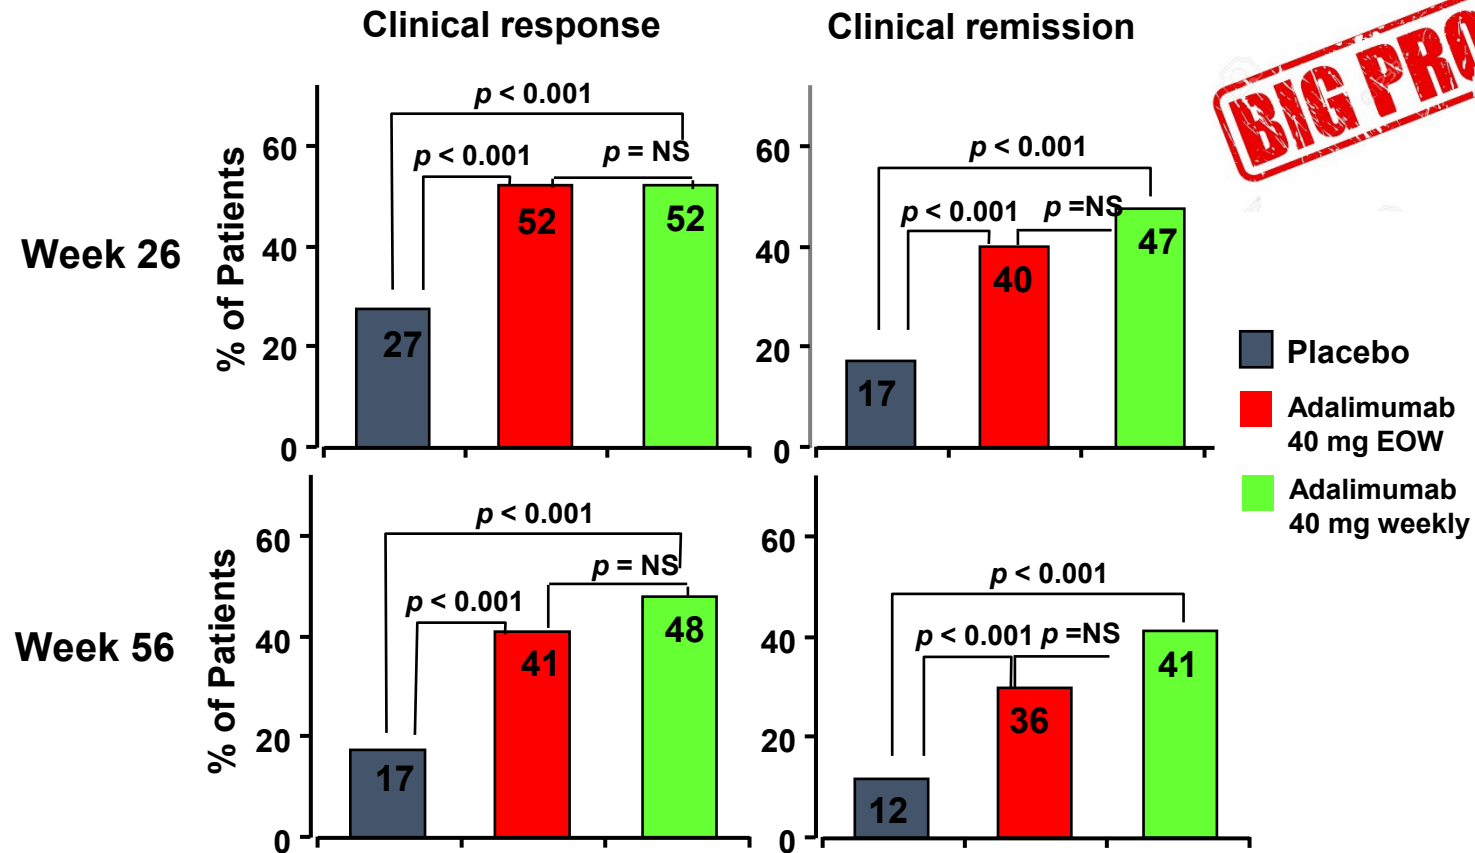 Clinical response
Clinical remission
BIG
Week 26
% of Patients
60
40
20
0
p < 0.001
p < 0.001
p = NS
27
52
52
60
40
20
0
p < 0.001
p < 0.001
p =NS
17
40
47
Placebo
Adalimumab
40 mg EOW
Adalimumab
40 mg weekly
Week 56
% of Patients
60
40
20
0
p < 0.001
p < 0.001
p = NS
17
41
48
60
40
20
0
p < 0.001
p < 0.001
p =NS
12
36
41